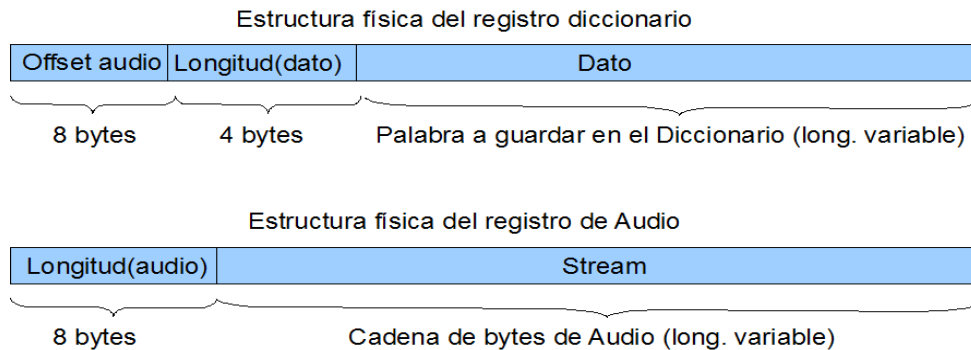 Estructura física del registro diccionario
Offset audio Longitud(dato) Dato
8 bytes 4 bytes Palabra a guardar en el Diccionario (long. variable)
Estructura física del registro de Audio
Longitud(audio) Stream
8 bytes Cadena de bytes de Audio (long. variable)